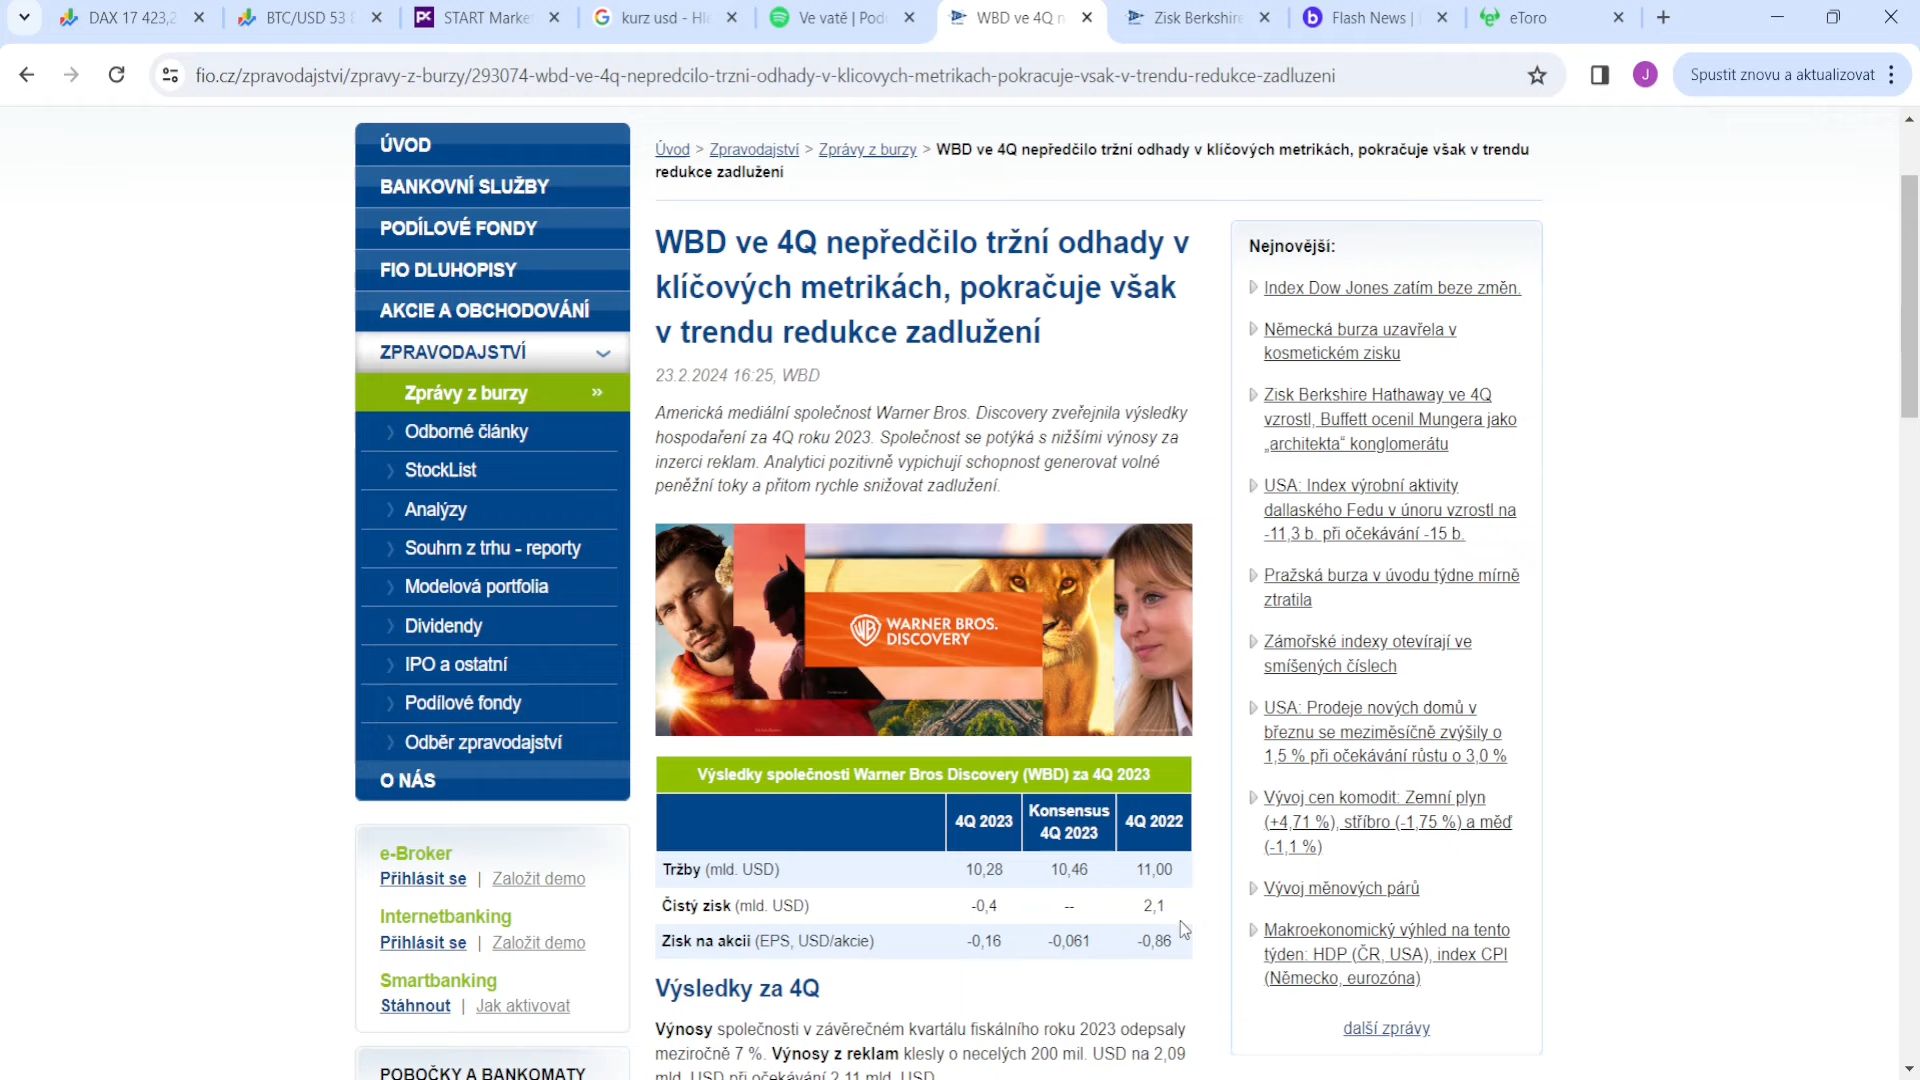 DAX 17 423,2
BTC/USD 53 8
START Marke
kurz usd - Hl
Ve vatě | Pod
WBD ve 4Q n
Zisk Berkshire
Flash News |
eToro
fio.cz/zpravodajstvi/zpravy-z-burzy/293074-wbd-ve-4q-nepredcilo-trzni-odhady-v-klicovych-metrikach-pokracuje-vsak-v-trendu-redukce-zadluzeni
J
Spustit znovu a aktualizovat
ÚVOD
BANKOVNÍ SLUŽBY
PODÍLOVÉ FONDY
FIO DLUHOPISY
AKCIE A OBCHODOVÁNÍ
ZPRAVODAJSTVÍ
Zprávy z burzy »
Odborné články
StockList
Analýzy
Souhrn z trhu - reporty
Modelová portfolia
Dividendy
IPO a ostatní
Podílové fondy
Odběr zpravodajství
O NÁS
e-Broker
Přihlásit se | Založit demo
Internetbanking
Přihlásit se | Založit demo
Smartbanking
Stáhnout | Jak aktivovat
POBOČKY A BANKOMATY
Úvod > Zpravodajství > Zprávy z burzy > WBD ve 4Q nepředčilo tržní odhady v klíčových metrikách, pokračuje však v trendu
redukce zadlužení
WBD ve 4Q nepředčilo tržní odhady v
klíčových metrikách, pokračuje však
v trendu redukce zadlužení
23.2.2024 16:25, WBD
Americká mediální společnost Warner Bros. Discovery zveřejnila výsledky
hospodaření za 4Q roku 2023. Společnost se potýká s nižšími výnosy za
inzerci reklam. Analytici pozitivně vypichují schopnost generovat volné
peněžní toky a přitom rychle snižovat zadlužení.
WB WARNER BROS.
DISCOVERY
Výsledky společnosti Warner Bros Discovery (WBD) za 4Q 2023
4Q 2023 Konsensus 4Q 2023 4Q 2022
Tržby (mld. USD) 10,28 10,46 11,00
Čistý zisk (mld. USD) -0,4 -- 2,1
Zisk na akcii (EPS, USD/akcie) -0,16 -0,061 -0,86
Výsledky za 4Q
Výnosy společnosti v závěrečném kvartálu fiskálního roku 2023 odepsaly
meziročně 7 %. Výnosy z reklam klesly o necelých 200 mil. USD na 2,09
mld. USD při očekávání 2,11 mld. USD.
Nejnovější:
Index Dow Jones zatím beze změn.
Německá burza uzavřela v
kosmetickém zisku
Zisk Berkshire Hathaway ve 4Q
vzrostl, Buffett ocenil Mungera jako
„architekta“ konglomerátu
USA: Index výrobní aktivity
dallaského Fedu v únoru vzrostl na
-11,3 b. při očekávání -15 b.
Pražská burza v úvodu týdne mírně
ztratila
Zámořské indexy otevírají ve
smíšených číslech
USA: Prodeje nových domů v
březnu se meziměsíčně zvýšily o
1,5 % při očekávání růstu o 3,0 %
Vývoj cen komodit: Zemní plyn
(+4,71 %), stříbro (-1,75 %) a měď
(-1,1 %)
Vývoj měnových párů
Makroekonomický výhled na tento
týden: HDP (ČR, USA), index CPI
(Německo, eurozóna)
další zprávy